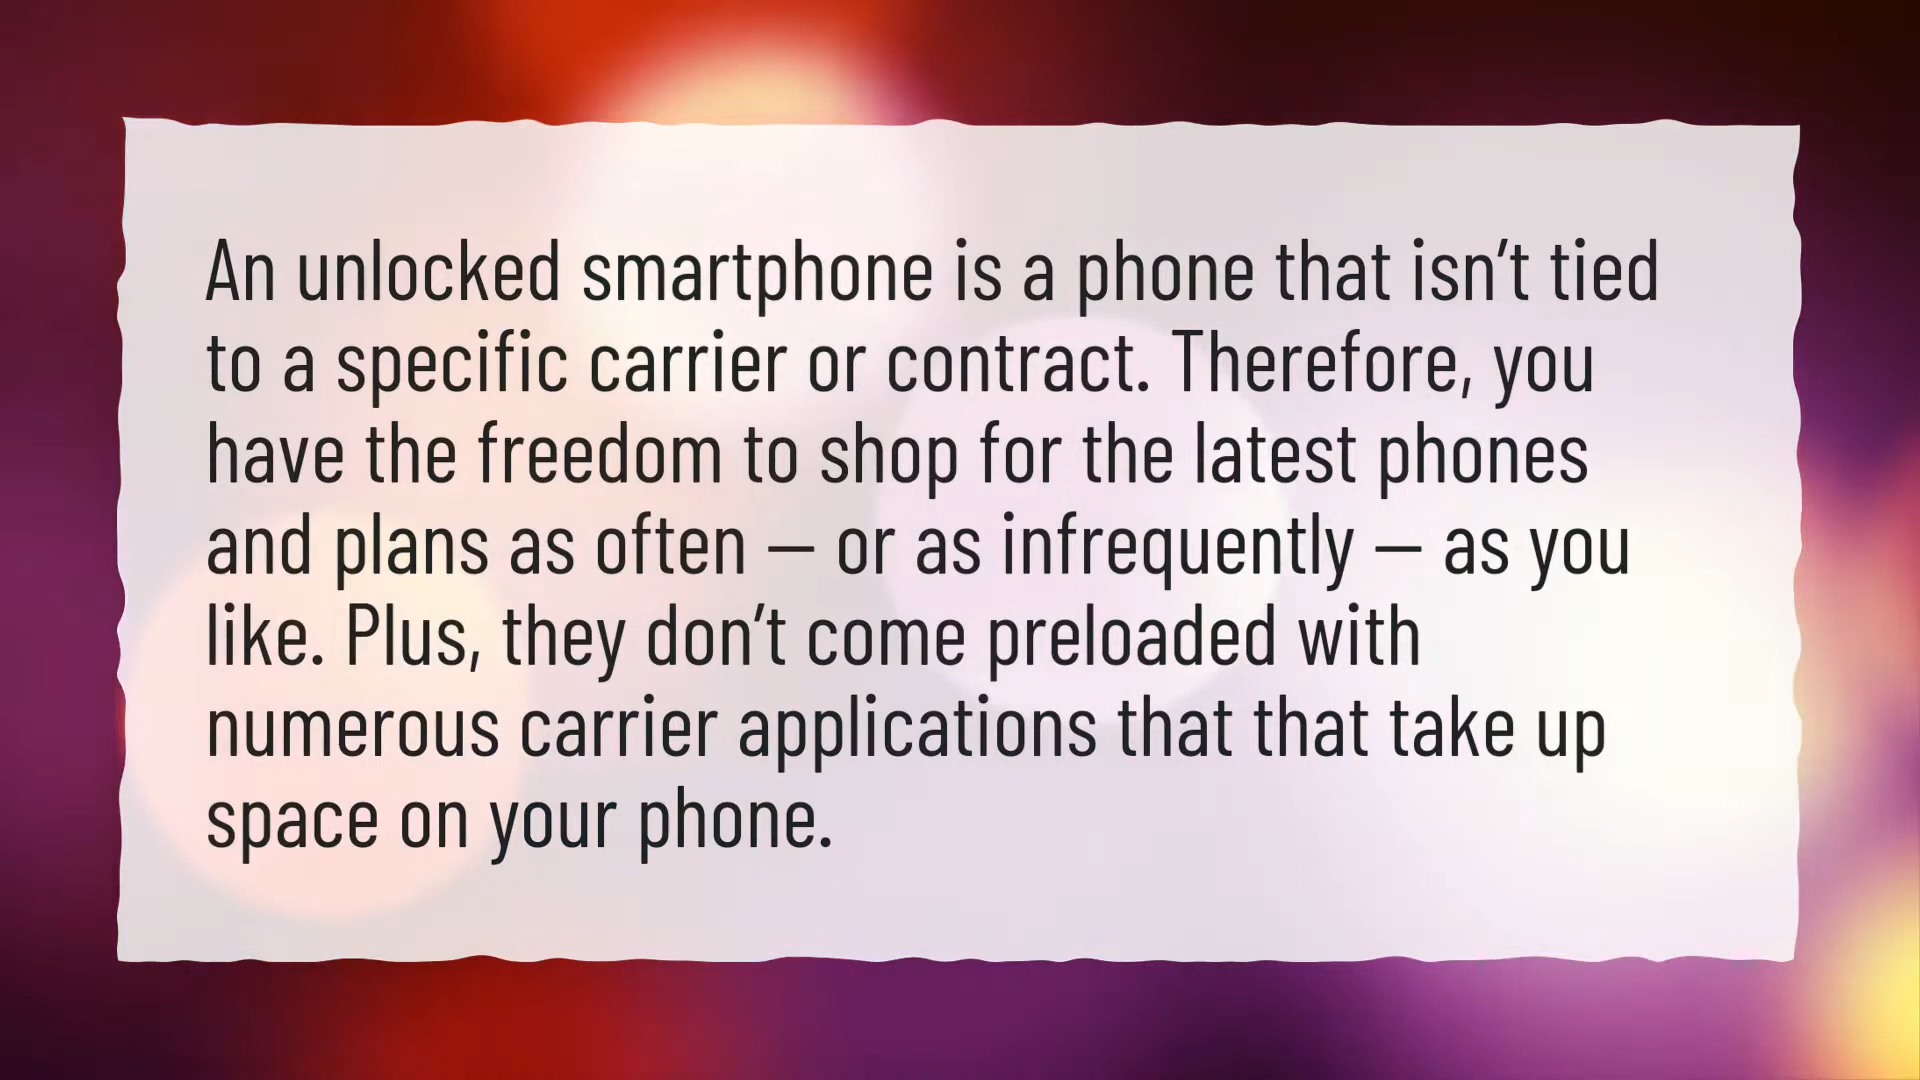 An unlocked smartphone is a phone that isn’t tied
to a specific carrier or contract. Therefore, you
have the freedom to shop for the latest phones
and plans as often — or as infrequently — as you
like. Plus, they don’t come preloaded with
numerous carrier applications that that take up
space on your phone.